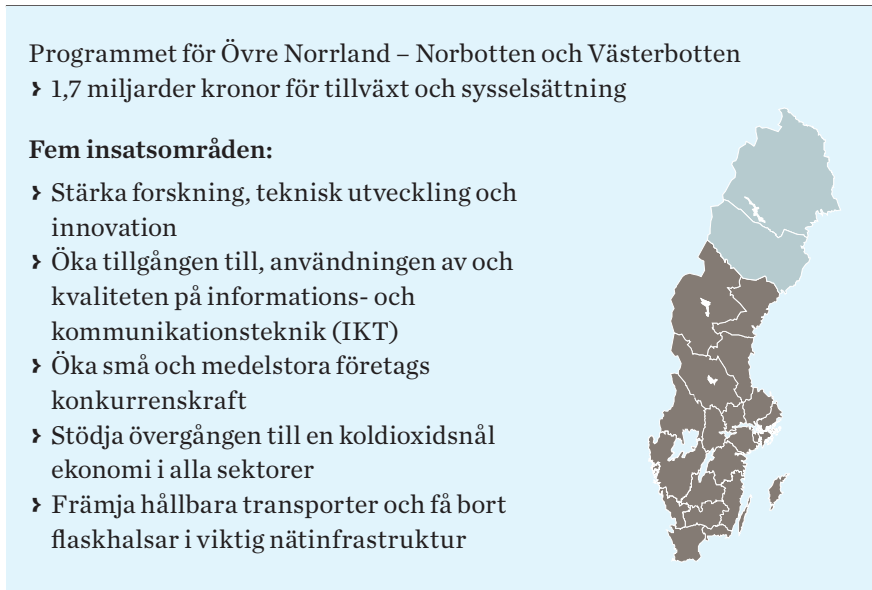 Programmet för Övre Norrland – Norbotten och Västerbotten
› 1,7 miljarder kronor för tillväxt och sysselsättning
Fem insatsområden:
› Stärka forskning, teknisk utveckling och
innovation
› Öka tillgången till, användningen av och
kvaliteten på informations- och
kommunikationsteknik (IKT)
› Öka små och medelstora företags
konkurrenskraft
› Stödja övergången till en koldioxidsnål
ekonomi i alla sektorer
› Främja hållbara transporter och få bort
flaskhalsar i viktig nätinfrastruktur